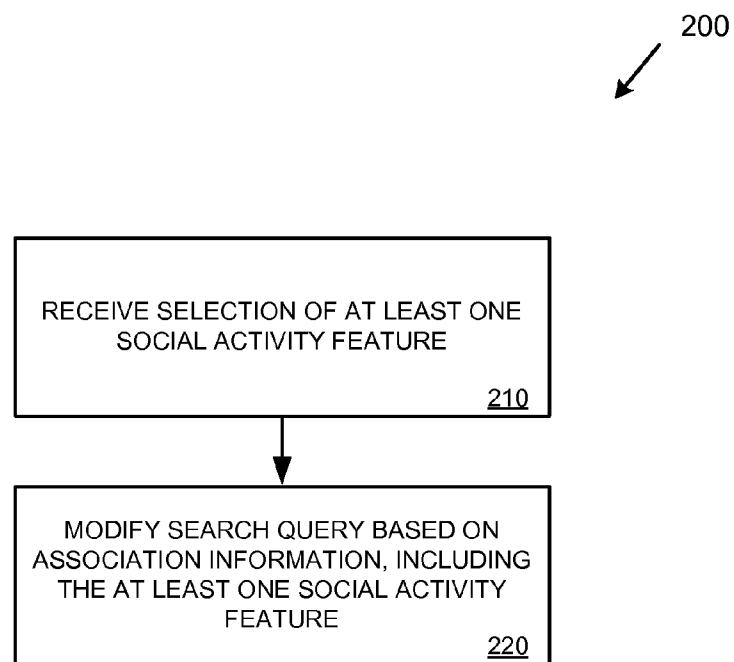 200
RECEIVE SELECTION OF AT LEAST ONE
SOCIAL ACTIVITY FEATURE
210
MODIFY SEARCH QUERY BASED ON
ASSOCIATION INFORMATION, INCLUDING
THE AT LEAST ONE SOCIAL ACTIVITY
FEATURE
220